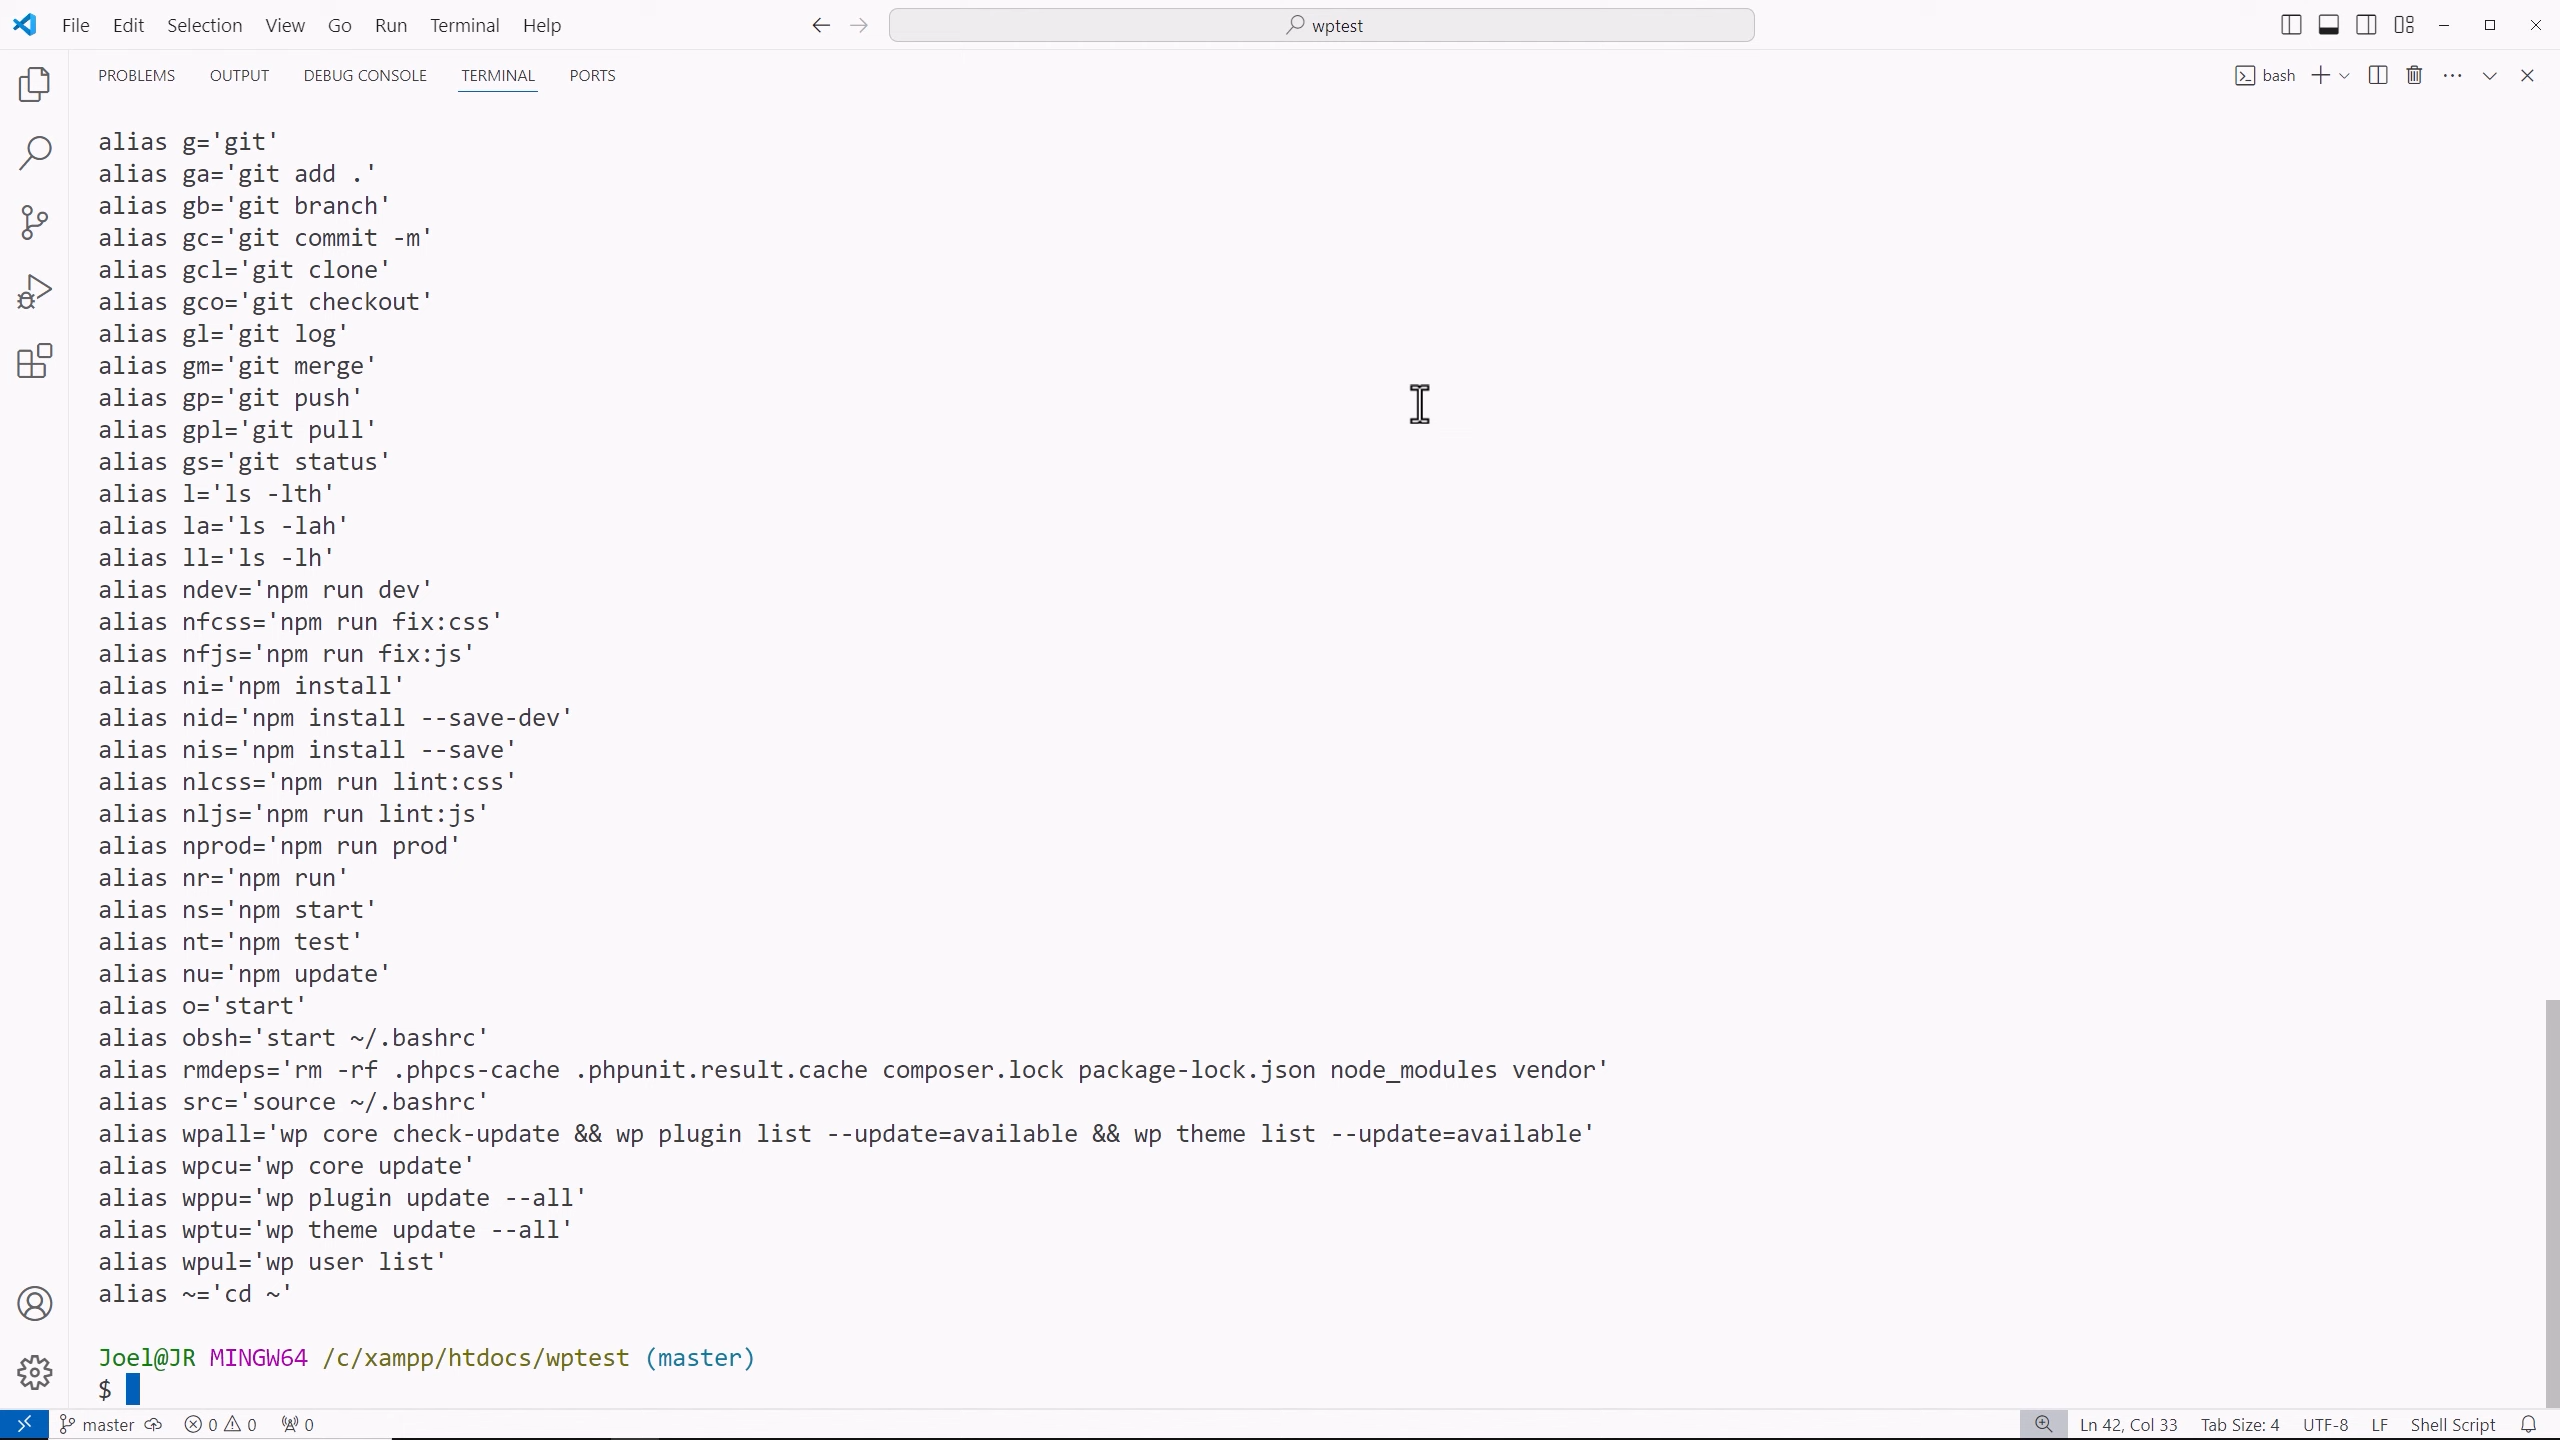 File Edit Selection View Go Run Terminal Help wptest
PROBLEMS OUTPUT DEBUG CONSOLE TERMINAL PORTS bash
alias g='git'
alias ga='git add .'
alias gb='git branch'
alias gc='git commit -m'
alias gcl='git clone'
alias gco='git checkout'
alias gl='git log'
alias gm='git merge'
alias gp='git push'
alias gpl='git pull'
alias gs='git status'
alias l='ls -lth'
alias la='ls -lah'
alias ll='ls -lh'
alias ndev='npm run dev'
alias nfcss='npm run fix:css'
alias nfjs='npm run fix:js'
alias ni='npm install'
alias nid='npm install --save-dev'
alias nis='npm install --save'
alias nlcss='npm run lint:css'
alias nljs='npm run lint:js'
alias nprod='npm run prod'
alias nr='npm run'
alias ns='npm start'
alias nt='npm test'
alias nu='npm update'
alias o='start'
alias obsh='start ~/.bashrc'
alias rmdeps='rm -rf .phpcs-cache .phpunit.result.cache composer.lock package-lock.json node_modules vendor'
alias src='source ~/.bashrc'
alias wpall='wp core check-update && wp plugin list --update=available && wp theme list --update=available'
alias wpcu='wp core update'
alias wppu='wp plugin update --all'
alias wptu='wp theme update --all'
alias wpul='wp user list'
alias ~='cd ~'
Joel@JR MINGW64 /c/xampp/htdocs/wptest (master)
$
master 0 0 0 Ln 42, Col 33 Tab Size: 4 UTF-8 LF Shell Script